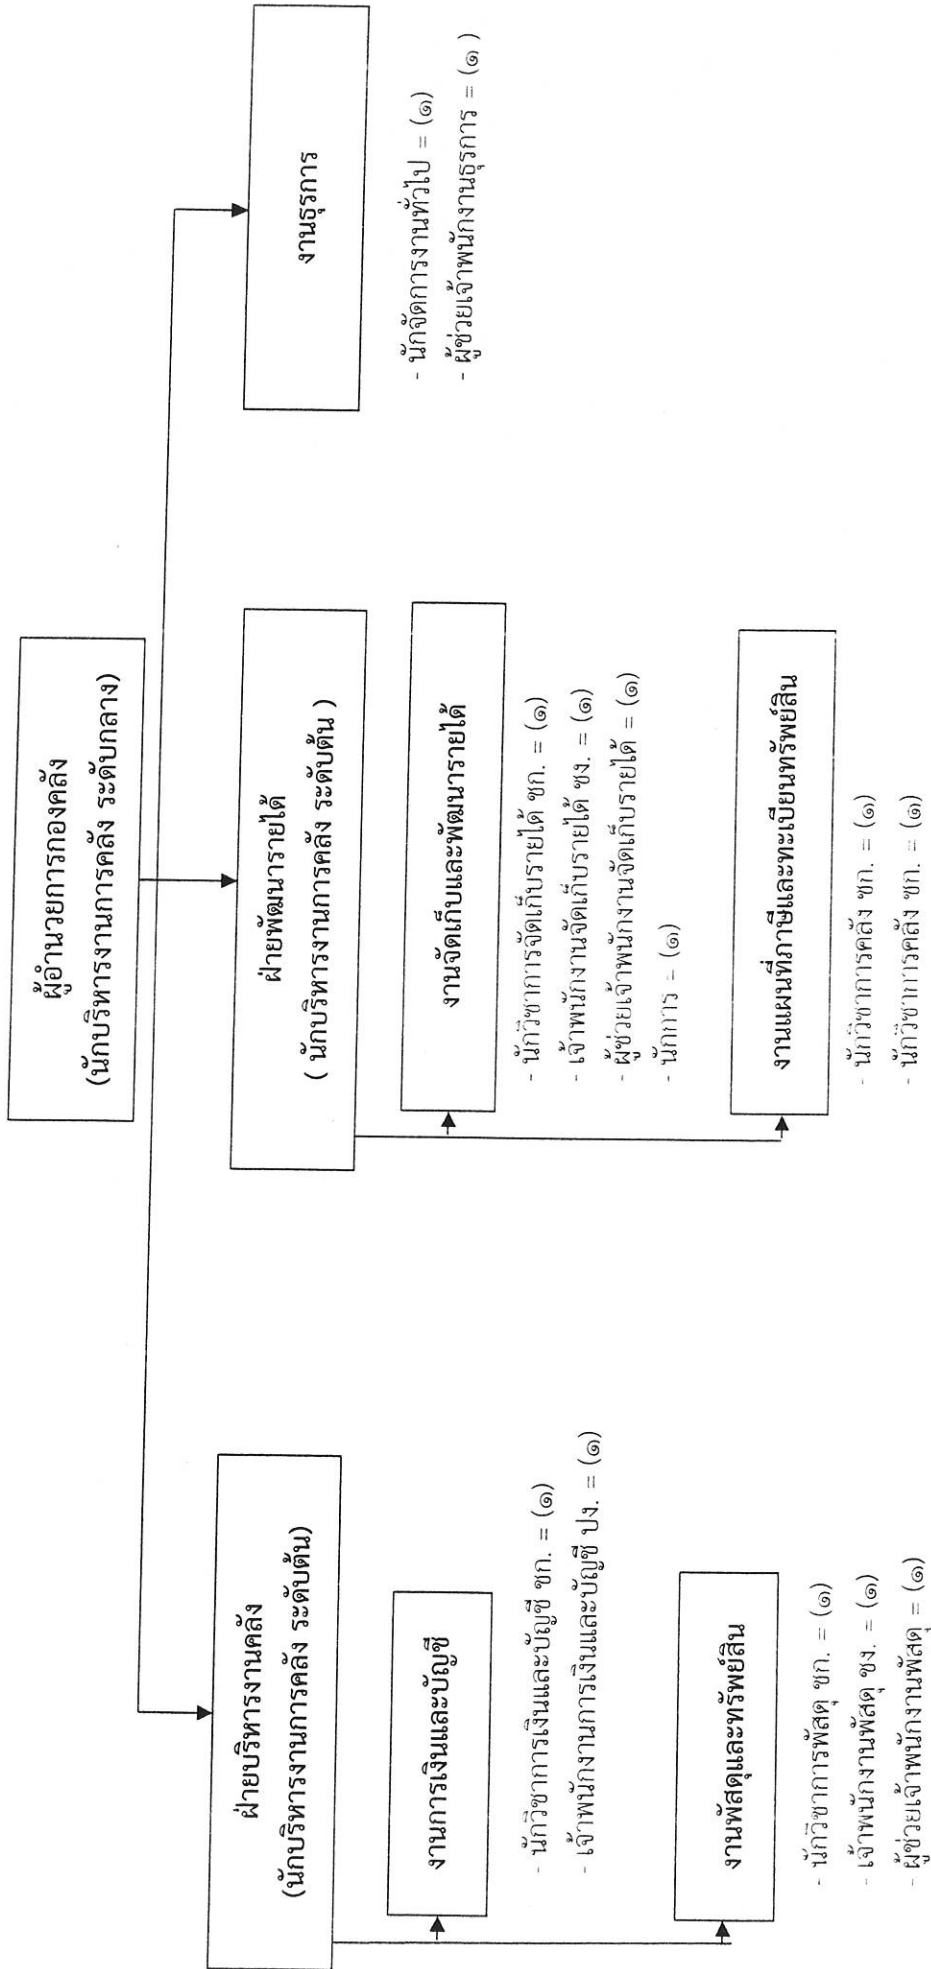 ผู้อำนวยการกองคลัง
(นักบริหารงานการคลัง ระดับกลาง)
ฝ่ายบริหารงานคลัง
(นักบริหารงานการคลัง ระดับต้น)
งานการเงินและบัญชี
- นักวิชาการเงินและบัญชี ชก. = (๑)
- เจ้าพนักงานการเงินและบัญชี ปง. = (๑)
งานพัสดุและทรัพย์สิน
- นักวิชาการพัสดุ ชก. = (๑)
- เจ้าพนักงานพัสดุ ชง. = (๑)
- ผู้ช่วยเจ้าพนักงานพัสดุ = (๑)
ฝ่ายพัฒนารายได้
( นักบริหารงานการคลัง ระดับต้น )
งานจัดเก็บและพัฒนารายได้
- นักวิชาการจัดเก็บรายได้ ชก. = (๑)
- เจ้าพนักงานจัดเก็บรายได้ ชง. = (๑)
- ผู้ช่วยเจ้าพนักงานจัดเก็บรายได้ = (๑)
- นักการ = (๑)
งานแผนที่ภาษีและทะเบียนทรัพย์สิน
- นักวิชาการคลัง ชก. = (๑)
- นักวิชาการคลัง ชก. = (๑)
งานธุรการ
- นักจัดการงานทั่วไป = (๑)
- ผู้ช่วยเจ้าพนักงานธุรการ = (๑ )